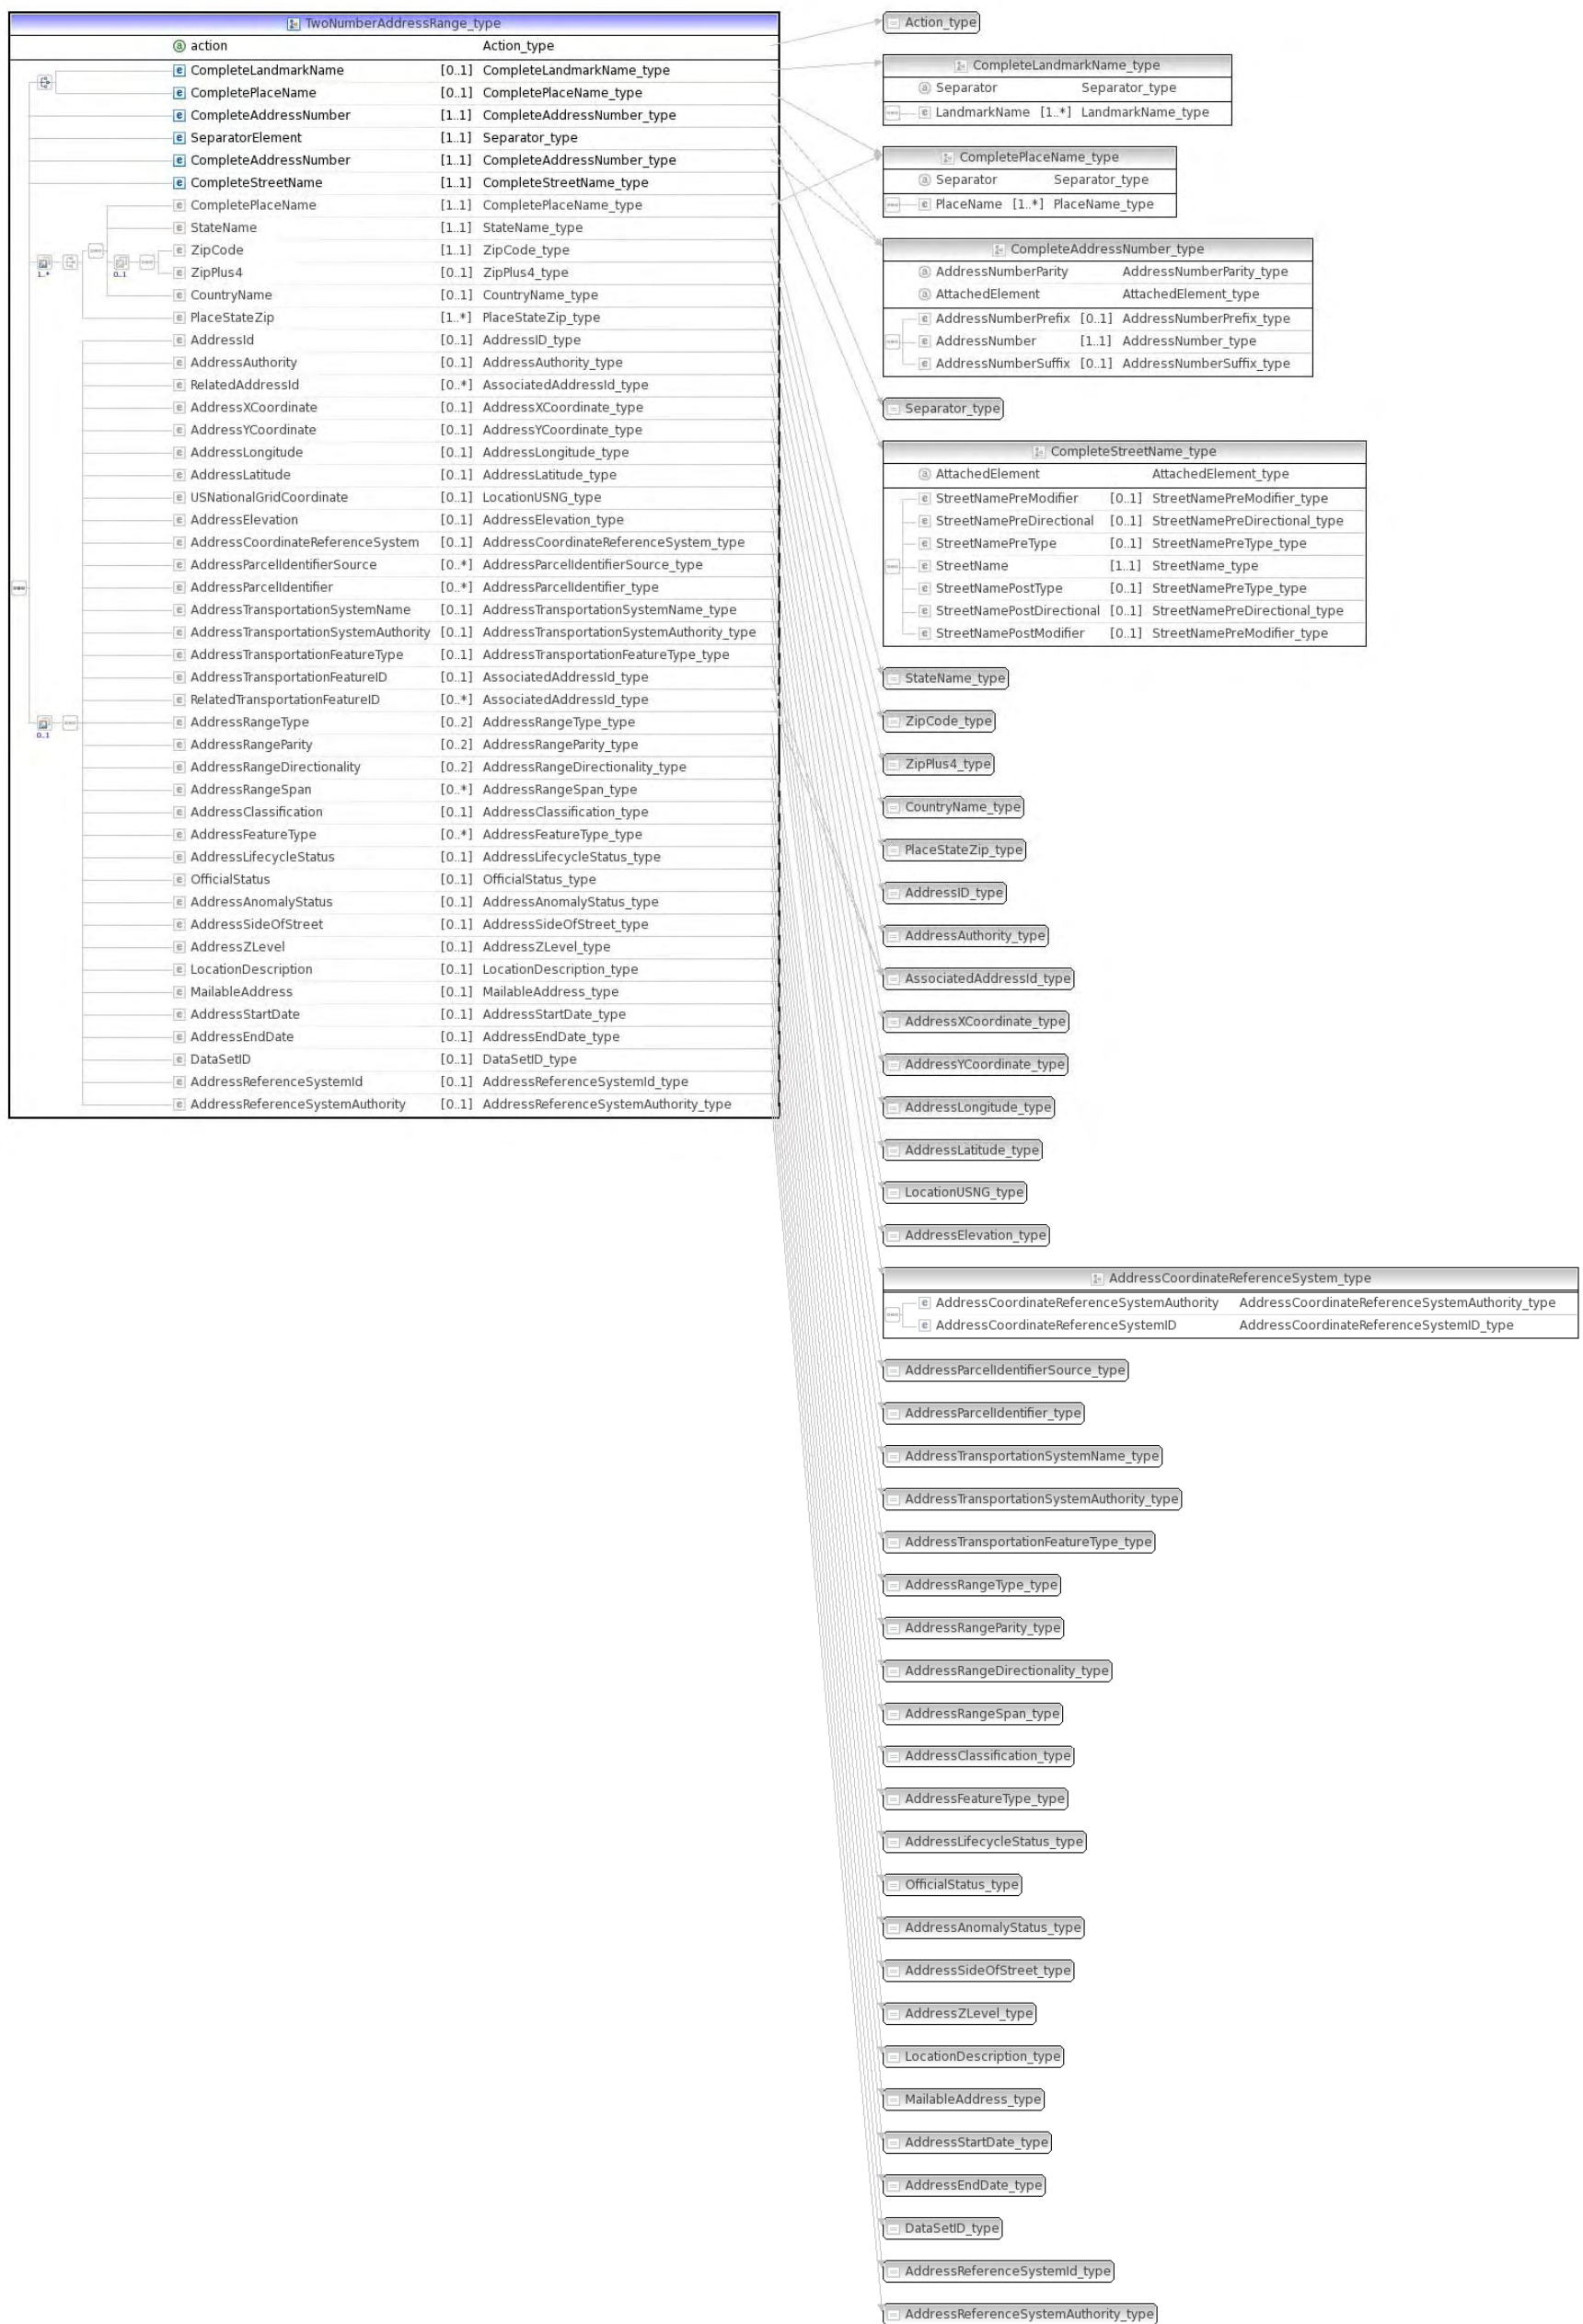 TwoNumberAddressRange_type
a action Action_type
e CompleteLandmarkName [0..1] CompleteLandmarkName_type
e CompletePlaceName [0..1] CompletePlaceName_type
e CompleteAddressNumber [1..1] CompleteAddressNumber_type
e SeparatorElement [1..1] Separator_type
e CompleteAddressNumber [1..1] CompleteAddressNumber_type
e CompleteStreetName [1..1] CompleteStreetName_type
e CompletePlaceName [1..1] CompletePlaceName_type
e StateName [1..1] StateName_type
e ZipCode [1..1] ZipCode_type
1..*
0..1
e ZipPlus4 [0..1] ZipPlus4_type
e CountryName [0..1] CountryName_type
e PlaceStateZip [1..*] PlaceStateZip_type
e AddressId [0..1] AddressID_type
e AddressAuthority [0..1] AddressAuthority_type
e RelatedAddressId [0..*] AssociatedAddressId_type
e AddressXCoordinate [0..1] AddressXCoordinate_type
e AddressYCoordinate [0..1] AddressYCoordinate_type
e AddressLongitude [0..1] AddressLongitude_type
e AddressLatitude [0..1] AddressLatitude_type
e USNationalGridCoordinate [0..1] LocationUSNG_type
e AddressElevation [0..1] AddressElevation_type
e AddressCoordinateReferenceSystem [0..1] AddressCoordinateReferenceSystem_type
e AddressParcelIdentifierSource [0..*] AddressParcelIdentifierSource_type
e AddressParcelIdentifier [0..*] AddressParcelIdentifier_type
e AddressTransportationSystemName [0..1] AddressTransportationSystemName_type
e AddressTransportationSystemAuthority [0..1] AddressTransportationSystemAuthority_type
e AddressTransportationFeatureType [0..1] AddressTransportationFeatureType_type
e AddressTransportationFeatureID [0..1] AssociatedAddressId_type
e RelatedTransportationFeatureID [0..*] AssociatedAddressId_type
e AddressRangeType [0..2] AddressRangeType_type
0..1
e AddressRangeParity [0..2] AddressRangeParity_type
e AddressRangeDirectionality [0..2] AddressRangeDirectionality_type
e AddressRangeSpan [0..*] AddressRangeSpan_type
e AddressClassification [0..1] AddressClassification_type
e AddressFeatureType [0..*] AddressFeatureType_type
e AddressLifecycleStatus [0..1] AddressLifecycleStatus_type
e OfficialStatus [0..1] OfficialStatus_type
e AddressAnomalyStatus [0..1] AddressAnomalyStatus_type
e AddressSideOfStreet [0..1] AddressSideOfStreet_type
e AddressZLevel [0..1] AddressZLevel_type
e LocationDescription [0..1] LocationDescription_type
e MailableAddress [0..1] MailableAddress_type
e AddressStartDate [0..1] AddressStartDate_type
e AddressEndDate [0..1] AddressEndDate_type
e DataSetID [0..1] DataSetID_type
e AddressReferenceSystemId [0..1] AddressReferenceSystemId_type
e AddressReferenceSystemAuthority [0..1] AddressReferenceSystemAuthority_type
Action_type
CompleteLandmarkName_type
a Separator Separator_type
e LandmarkName [1..*] LandmarkName_type
CompletePlaceName_type
a Separator Separator_type
e PlaceName [1..*] PlaceName_type
CompleteAddressNumber_type
a AddressNumberParity AddressNumberParity_type
a AttachedElement AttachedElement_type
e AddressNumberPrefix [0..1] AddressNumberPrefix_type
e AddressNumber [1..1] AddressNumber_type
e AddressNumberSuffix [0..1] AddressNumberSuffix_type
Separator_type
CompleteStreetName_type
a AttachedElement AttachedElement_type
e StreetNamePreModifier [0..1] StreetNamePreModifier_type
e StreetNamePreDirectional [0..1] StreetNamePreDirectional_type
e StreetNamePreType [0..1] StreetNamePreType_type
e StreetName [1..1] StreetName_type
e StreetNamePostType [0..1] StreetNamePreType_type
e StreetNamePostDirectional [0..1] StreetNamePreDirectional_type
e StreetNamePostModifier [0..1] StreetNamePreModifier_type
StateName_type
ZipCode_type
ZipPlus4_type
CountryName_type
PlaceStateZip_type
AddressID_type
AddressAuthority_type
AssociatedAddressId_type
AddressXCoordinate_type
AddressYCoordinate_type
AddressLongitude_type
AddressLatitude_type
LocationUSNG_type
AddressElevation_type
AddressCoordinateReferenceSystem_type
e AddressCoordinateReferenceSystemAuthority AddressCoordinateReferenceSystemAuthority_type
e AddressCoordinateReferenceSystemID AddressCoordinateReferenceSystemID_type
AddressParcelIdentifierSource_type
AddressParcelIdentifier_type
AddressTransportationSystemName_type
AddressTransportationSystemAuthority_type
AddressTransportationFeatureType_type
AddressRangeType_type
AddressRangeParity_type
AddressRangeDirectionality_type
AddressRangeSpan_type
AddressClassification_type
AddressFeatureType_type
AddressLifecycleStatus_type
OfficialStatus_type
AddressAnomalyStatus_type
AddressSideOfStreet_type
AddressZLevel_type
LocationDescription_type
MailableAddress_type
AddressStartDate_type
AddressEndDate_type
DataSetID_type
AddressReferenceSystemId_type
AddressReferenceSystemAuthority_type